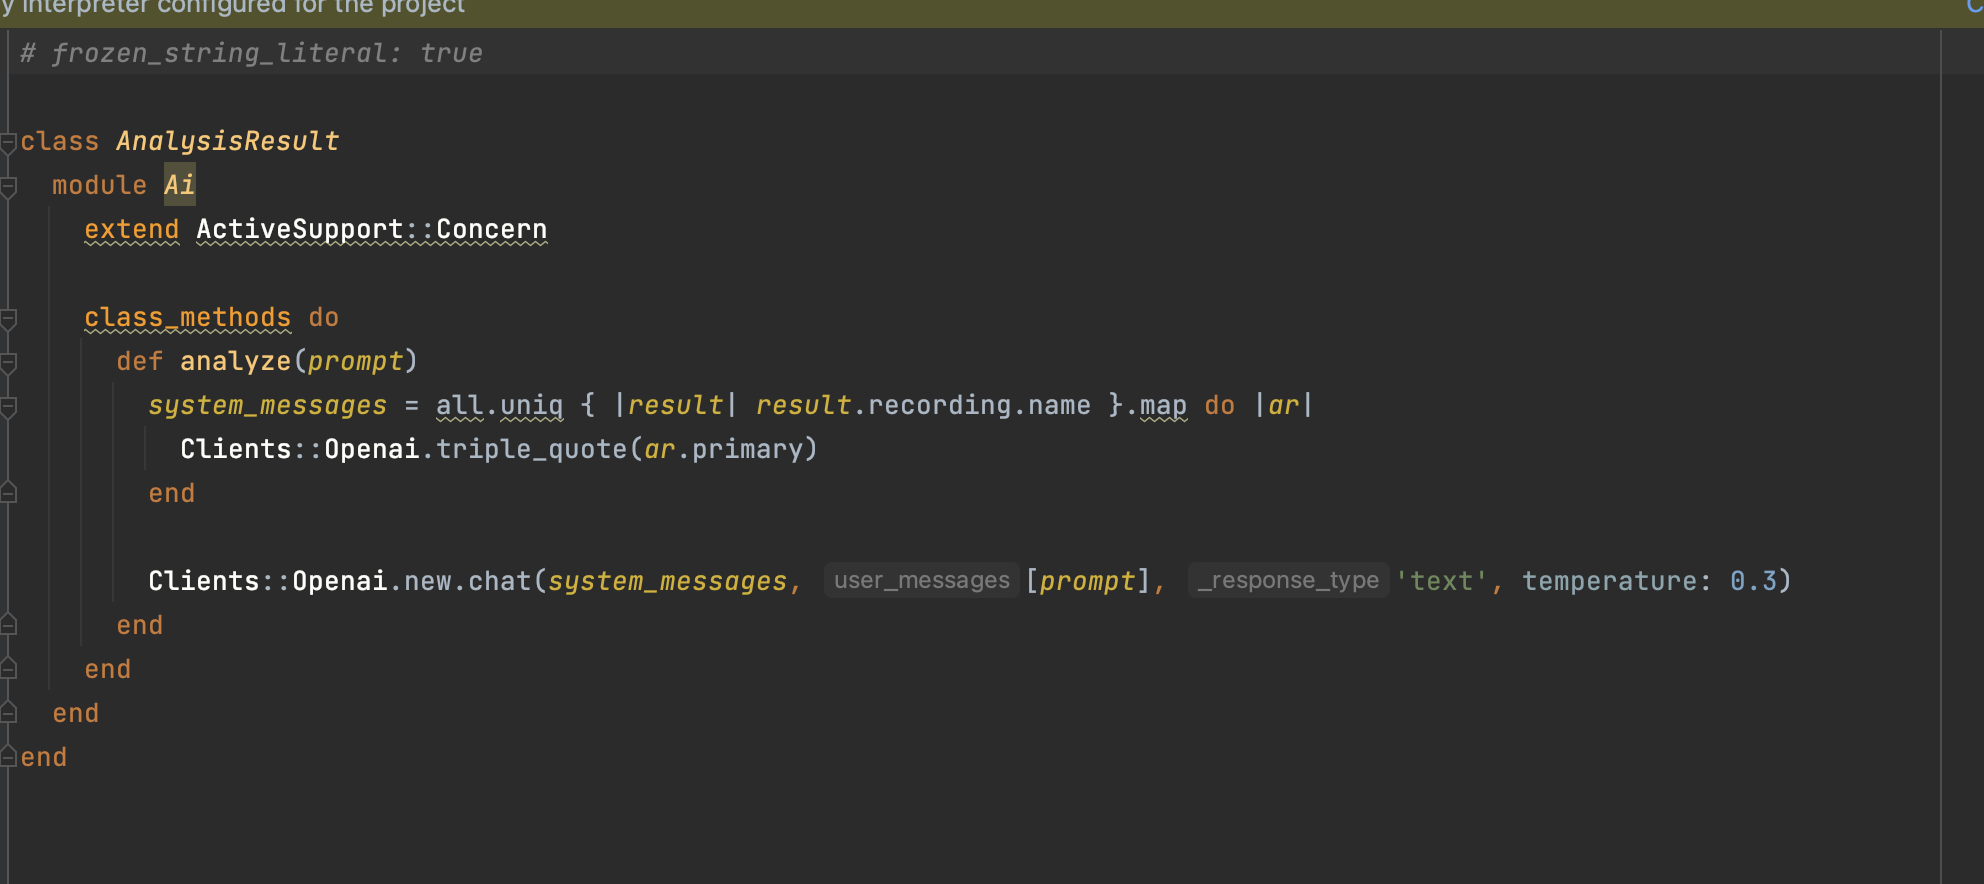 y interpreter configured for the project
# frozen_string_literal: true
class AnalysisResult
module Ai
extend ActiveSupport::Concern
class_methods do
def analyze(prompt)
system_messages = all.uniq { |result| result.recording.name }.map do |ar|
Clients::Openai.triple_quote(ar.primary)
end
Clients::Openai.new.chat(system_messages, user_messages [prompt], _response_type 'text', temperature: 0.3)
end
end
end
end